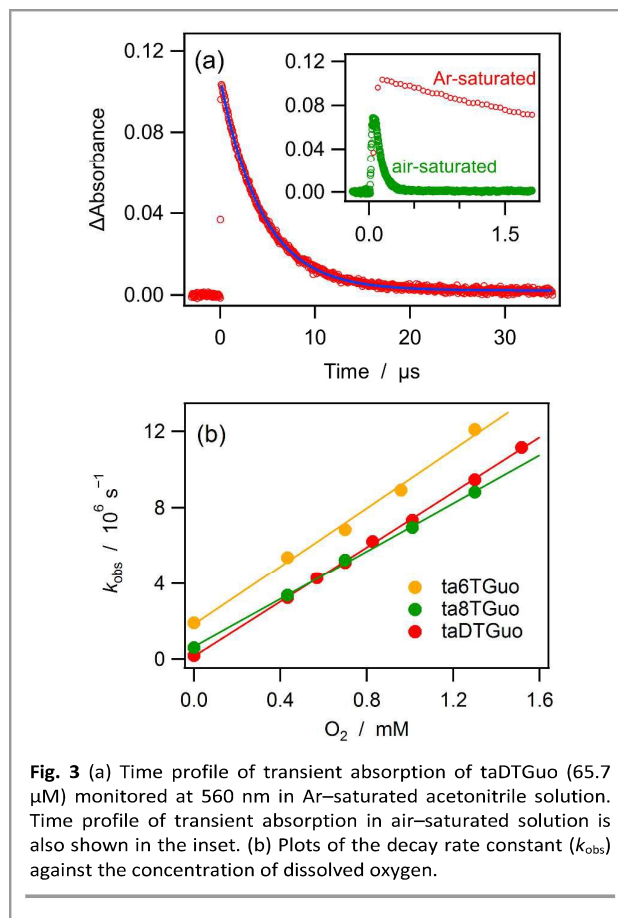 (a)
0.12
0.08
0.04
0.00
ΔAbsorbance
0
10
20
30
Time / µs
0.12
0.08
0.04
0.00
Ar-saturated
air-saturated
0.0
1.5
(b)
12
8
4
0
k_obs / 10⁶ s⁻¹
ta6TGuo
ta8TGuo
taDTGuo
0.0
0.4
0.8
1.2
1.6
O₂ / mM
Fig. 3 (a) Time profile of transient absorption of taDTGuo (65.7
µM) monitored at 560 nm in Ar–saturated acetonitrile solution.
Time profile of transient absorption in air–saturated solution is
also shown in the inset. (b) Plots of the decay rate constant (k_obs)
against the concentration of dissolved oxygen.